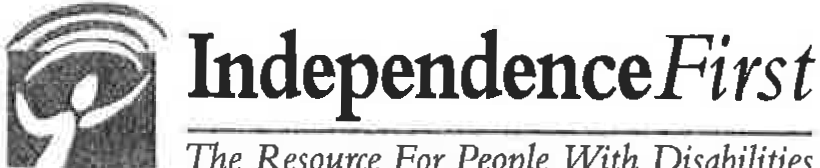 IndependenceFirst
The Resource For People With Disabilities